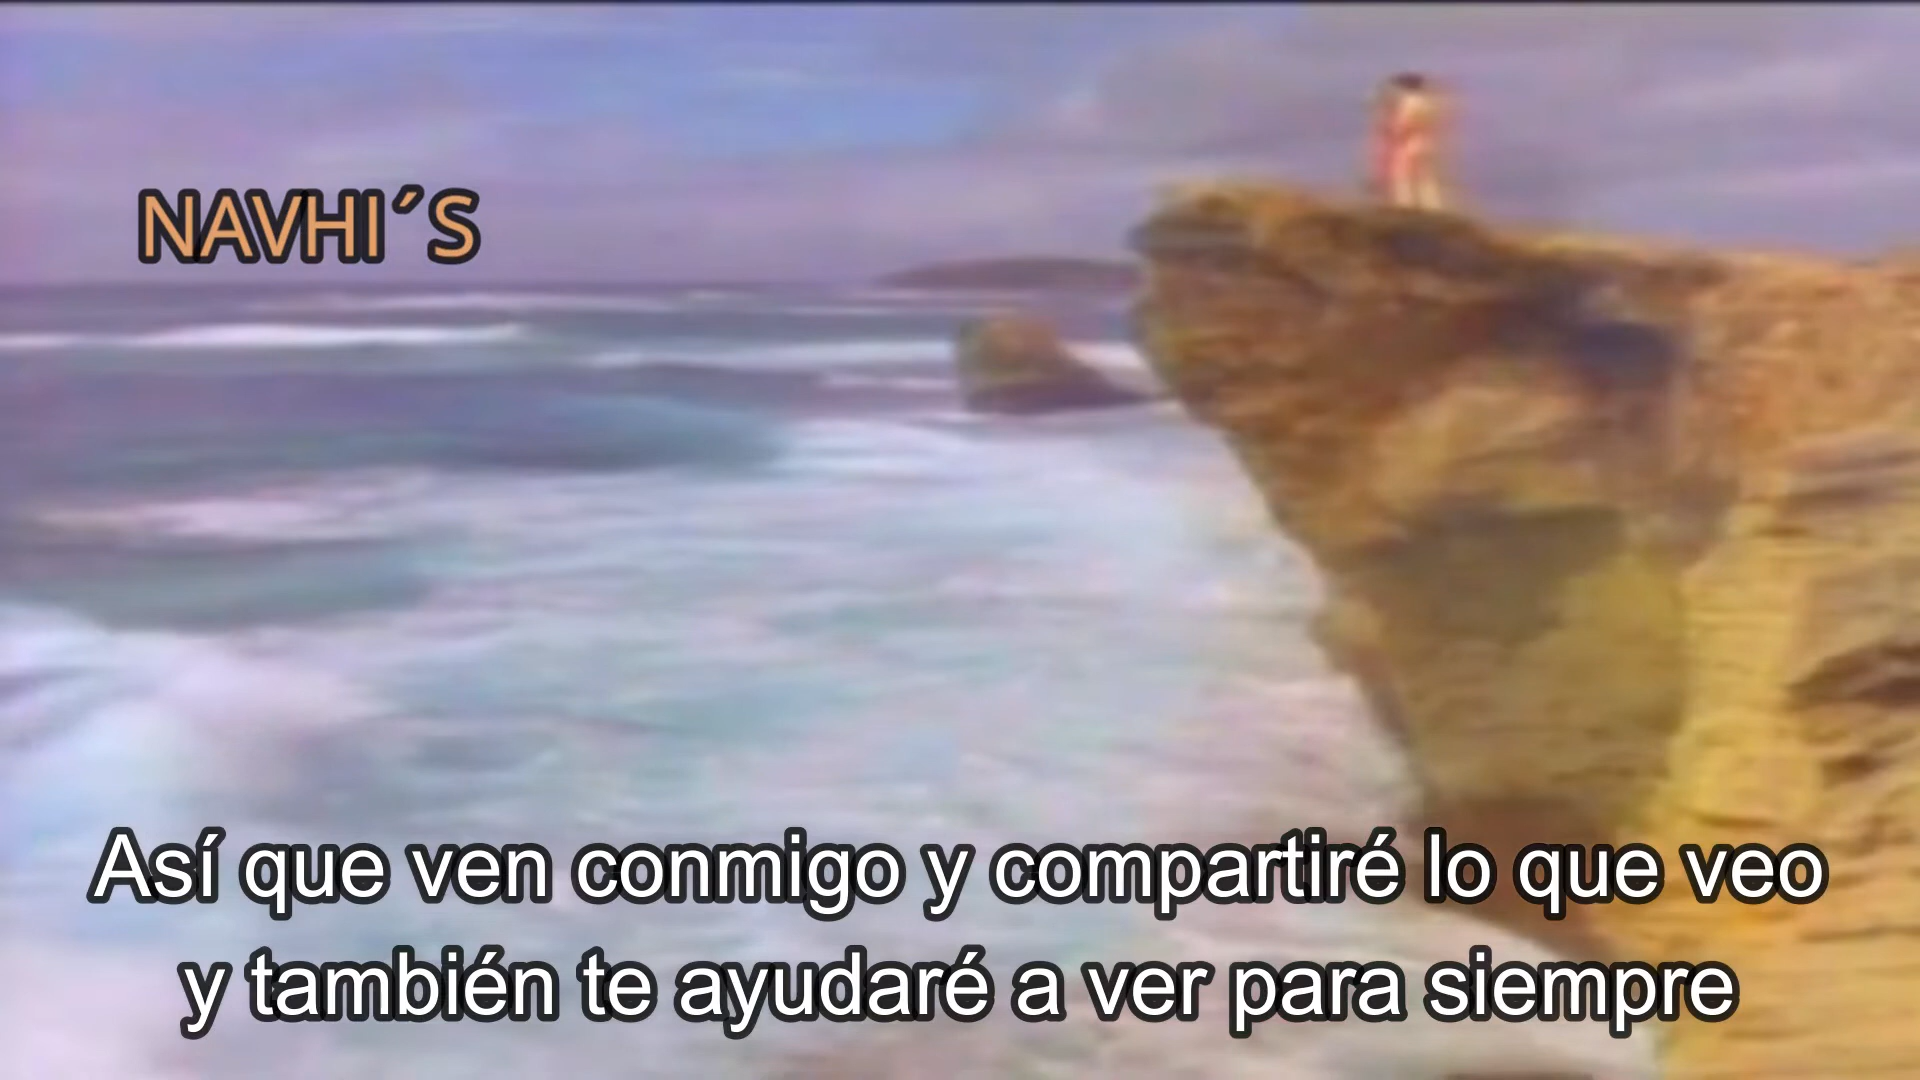 NAVHI´S
Así que ven conmigo y compartiré lo que veo
y también te ayudaré a ver para siempre